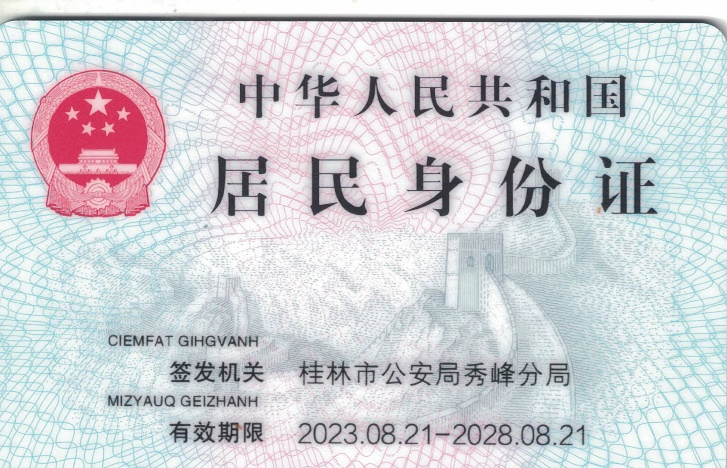 中华人民共和国
居民身份证
CIEMFAT GIHGVANH
签发机关 桂林市公安局秀峰分局
MIZYAUQ GEIZHANH
有效期限 2023.08.21-2028.08.21